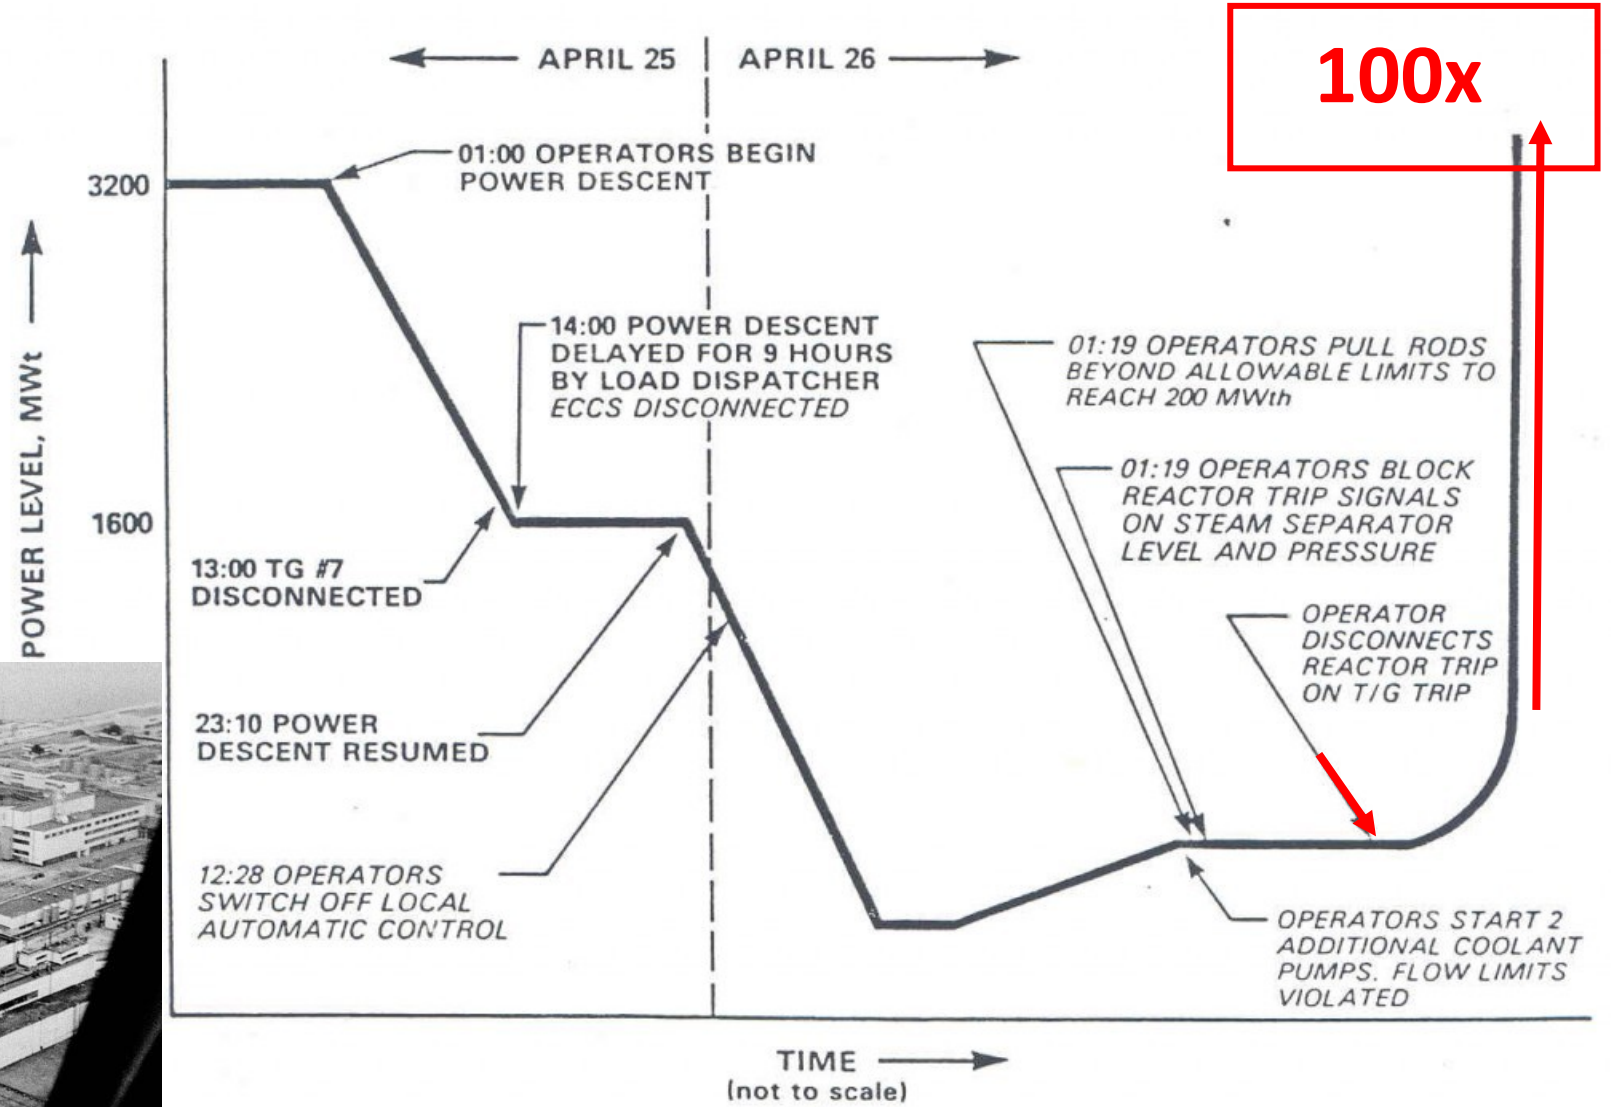 APRIL 25
APRIL 26
100x
01:00 OPERATORS BEGIN
POWER DESCENT
3200
14:00 POWER DESCENT
DELAYED FOR 9 HOURS
BY LOAD DISPATCHER
ECCS DISCONNECTED
01:19 OPERATORS PULL RODS
BEYOND ALLOWABLE LIMITS TO
REACH 200 MWth
01:19 OPERATORS BLOCK
REACTOR TRIP SIGNALS
ON STEAM SEPARATOR
LEVEL AND PRESSURE
POWER LEVEL, MWt
1600
13:00 TG #7
DISCONNECTED
OPERATOR
DISCONNECTS
REACTOR TRIP
ON T/G TRIP
23:10 POWER
DESCENT RESUMED
12:28 OPERATORS
SWITCH OFF LOCAL
AUTOMATIC CONTROL
OPERATORS START 2
ADDITIONAL COOLANT
PUMPS. FLOW LIMITS
VIOLATED
TIME
(not to scale)